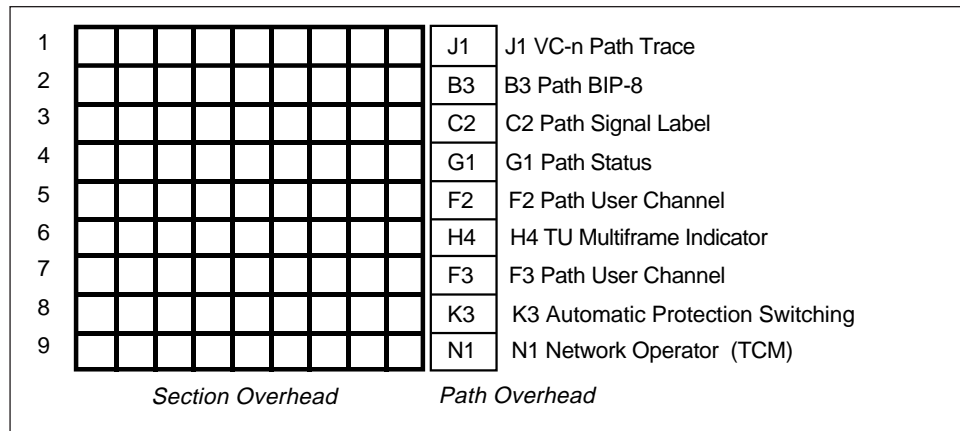 1 J1 J1 VC-n Path Trace
2 B3 B3 Path BIP-8
3 C2 C2 Path Signal Label
4 G1 G1 Path Status
5 F2 F2 Path User Channel
6 H4 H4 TU Multiframe Indicator
7 F3 F3 Path User Channel
8 K3 K3 Automatic Protection Switching
9 N1 N1 Network Operator (TCM)
Section Overhead Path Overhead